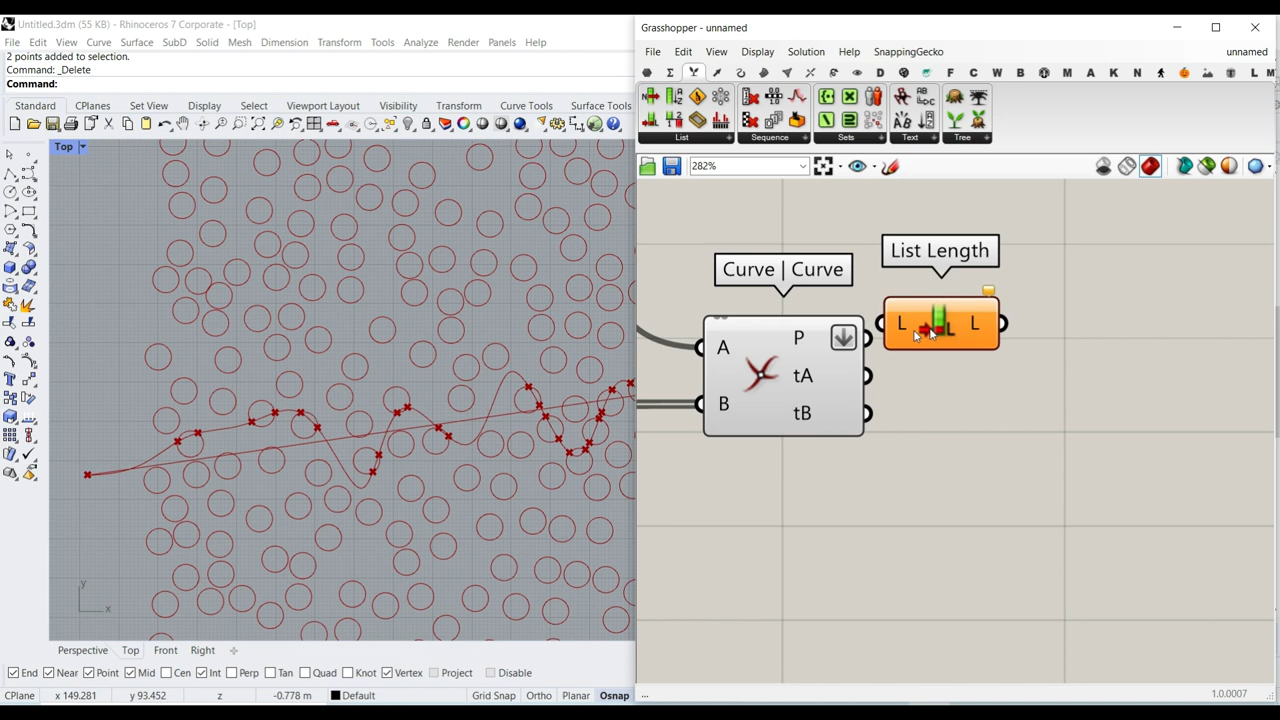 Untitled.3dm (55 KB) - Rhinoceros 7 Corporate - [Top]
File Edit View Curve Surface SubD Solid Mesh Dimension Transform Tools Analyze Render Panels Help
2 points added to selection.
Command: _Delete
Command:
Standard CPlanes Set View Display Select Viewport Layout Visibility Transform Curve Tools Surface Tools
Top
y
x
Perspective Top Front Right
End Near Point Mid Cen Int Perp Tan Quad Knot Vertex Project Disable
CPlane x 149.281 y 93.452 z -0.778 m Default Grid Snap Ortho Planar Osnap
Grasshopper - unnamed
File Edit View Display Solution Help SnappingGecko unnamed
D F C W B M A K N L M
List Sequence Sets Text Tree
282%
Curve | Curve
List Length
A
B
P
tA
tB
L L L
...
1.0.0007